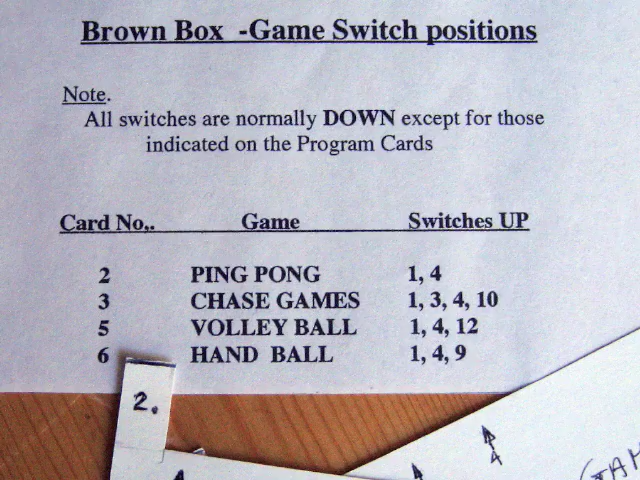 Brown Box -Game Switch positions
Note.
All switches are normally DOWN except for those
indicated on the Program Cards
Card No,. Game Switches UP
2 PING PONG 1, 4
3 CHASE GAMES 1, 3, 4, 10
5 VOLLEY BALL 1, 4, 12
6 HAND BALL 1, 4, 9
2.
4